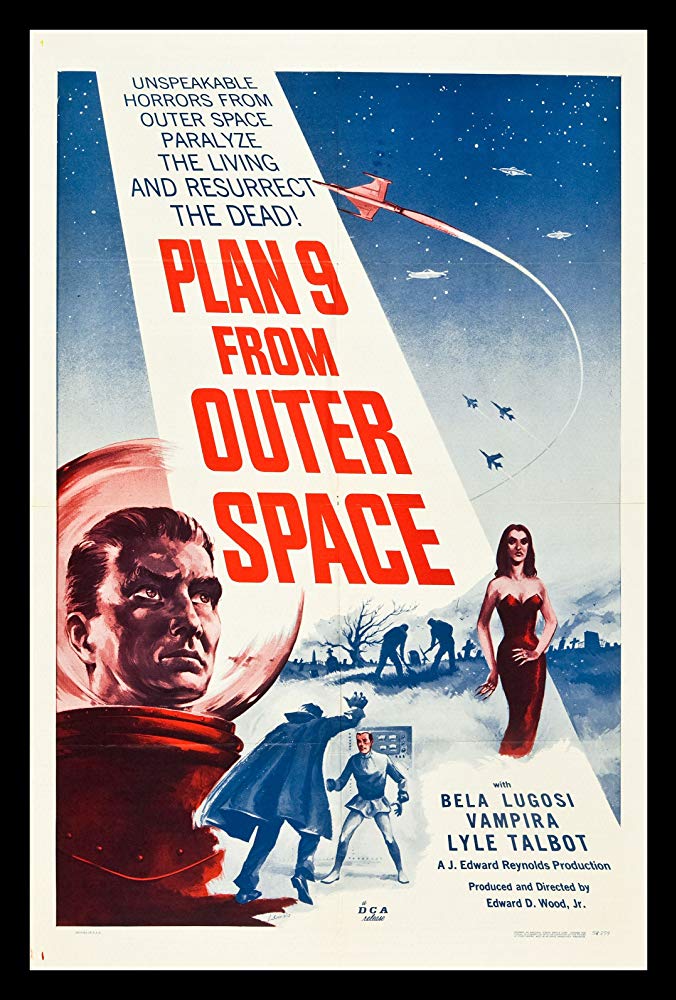 UNSPEAKABLE
HORRORS FROM
OUTER SPACE
PARALYZE
THE LIVING
AND RESURRECT
THE DEAD!
PLAN 9
FROM
OUTER
SPACE
with
BELA LUGOSI
VAMPIRA
LYLE TALBOT
A J. Edward Reynolds Production
Produced and Directed by
Edward D. Wood, Jr.
a
DCA
release